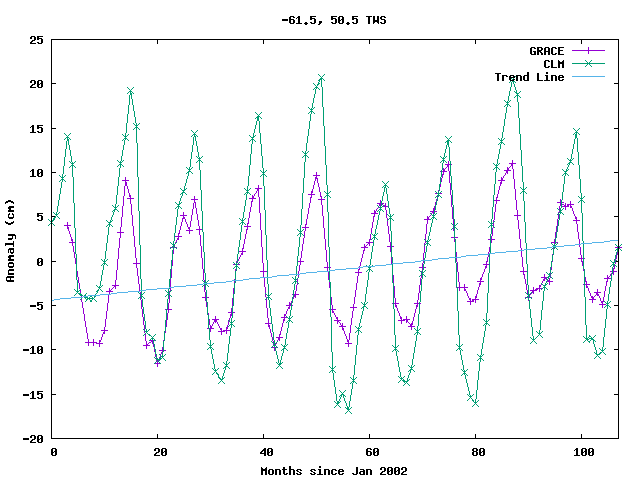 -61.5, 50.5 TWS
GRACE
CLM
Trend Line
25
20
15
10
5
0
-5
-10
-15
-20
Anomaly (cm)
0 20 40 60 80 100
Months since Jan 2002